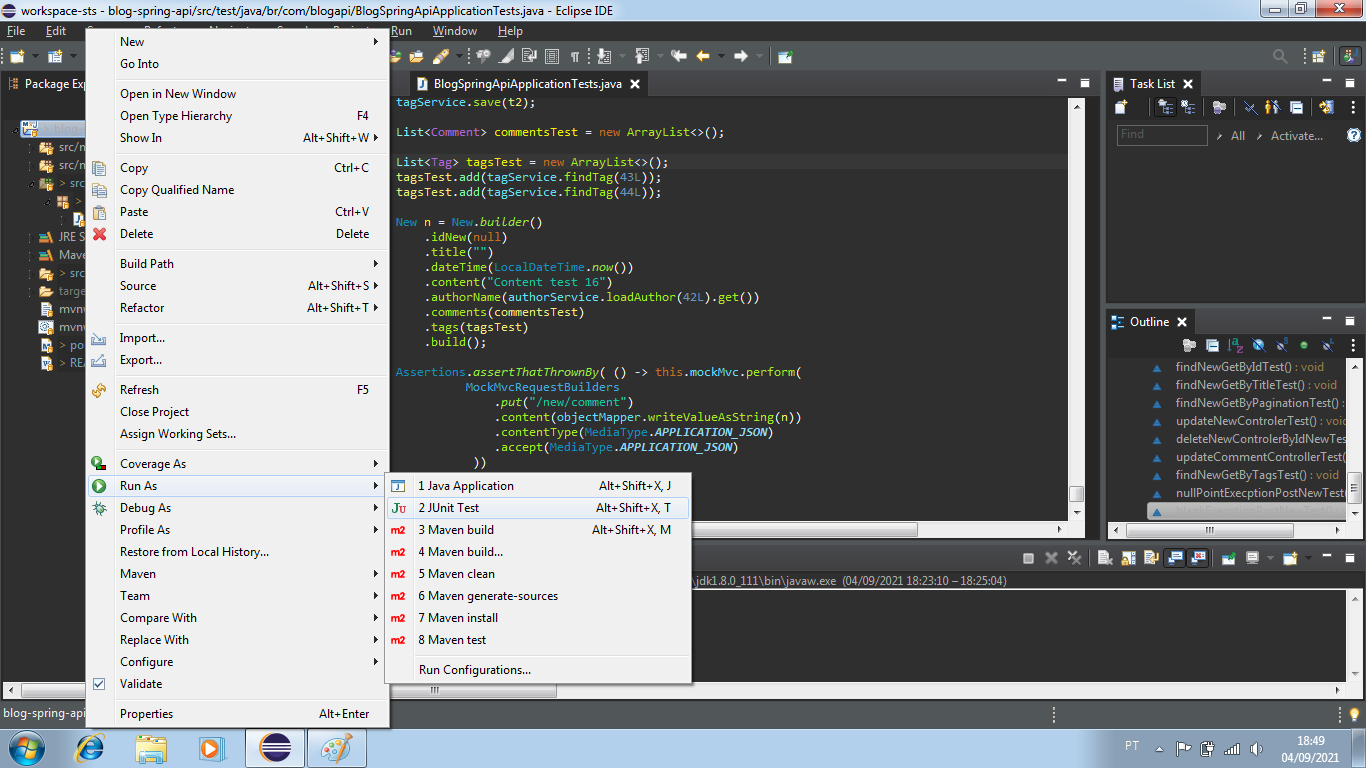 workspace-sts - blog-spring-api/src/test/java/br/com/blogapi/BlogSpringApiApplicationTests.java - Eclipse IDE
File Edit Run Window Help
Package Exp
BlogSpringApiApplicationTests.java
Task List
Find
All
Activate...
> src
JRE S
Mave
> src
targe
mvnw
mvnw
> po
> REA
New
Go Into
Open in New Window
Open Type Hierarchy F4
Show In Alt+Shift+W
Copy Ctrl+C
Copy Qualified Name
Paste Ctrl+V
Delete Delete
Build Path
Source Alt+Shift+S
Refactor Alt+Shift+T
Import...
Export...
Refresh F5
Close Project
Assign Working Sets...
Coverage As
Run As
Debug As
Profile As
Restore from Local History...
Maven
Team
Compare With
Replace With
Configure
Validate
Properties Alt+Enter
1 Java Application Alt+Shift+X, J
2 JUnit Test Alt+Shift+X, T
3 Maven build Alt+Shift+X, M
4 Maven build...
5 Maven clean
6 Maven generate-sources
7 Maven install
8 Maven test
Run Configurations...
tagService.save(t2);
List<Comment> commentsTest = new ArrayList<>();
List<Tag> tagsTest = new ArrayList<>();
tagsTest.add(tagService.findTag(43L));
tagsTest.add(tagService.findTag(44L));
New n = New.builder()
.idNew(null)
.title("")
.dateTime(LocalDateTime.now())
.content("Content test 16")
.authorName(authorService.loadAuthor(42L).get())
.comments(commentsTest)
.tags(tagsTest)
.build();
Assertions.assertThatThrownBy( () -> this.mockMvc.perform(
MockMvcRequestBuilders
.put("/new/comment")
.content(objectMapper.writeValueAsString(n))
.contentType(MediaType.APPLICATION_JSON)
.accept(MediaType.APPLICATION_JSON)
))
Outline
findNewGetByIdTest() : void
findNewGetByTitleTest() : void
findNewGetByPaginationTest() :
updateNewControlerTest() : void
deleteNewControlerByIdNewTest
updateCommentControllerTest() :
findNewGetByTagsTest() : void
nullPointExecptionPostNewTest(
\jdk1.8.0_111\bin\javaw.exe (04/09/2021 18:23:10 – 18:25:04)
blog-spring-api
PT
18:49
04/09/2021